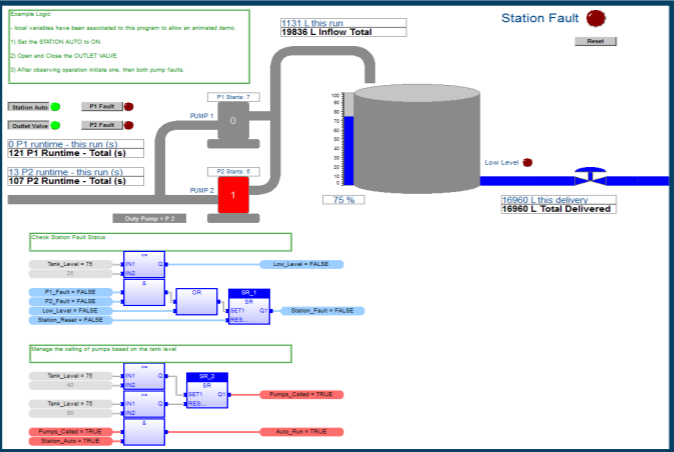 Example Logic
- local variables have been associated to this program to allow an animated demo.
1) Set the STATION AUTO to ON.
2) Open and Close the OUTLET VALVE
3) After observing operation initiate one, then both pump faults.
1131 L this run
19836 L Inflow Total
Station Fault
Reset
Station Auto
P1 Fault
Outlet Valve
P2 Fault
P1 Starts: 7
PUMP 1
0
0 P1 runtime - this run (s)
121 P1 Runtime - Total (s)
13 P2 runtime - this run (s)
107 P2 Runtime - Total (s)
P2 Starts: 6
PUMP 2
1
Duty Pump = P 2
100
90
80
70
60
50
40
30
20
10
0
75 %
Low Level
16960 L this delivery
16960 L Total Delivered
Check Station Fault Status
Tank_Level = 75
25
<=
IN1 Q
IN2
Low_Level = FALSE
P1_Fault = FALSE
P2_Fault = FALSE
Low_Level = FALSE
Station_Reset = FALSE
&
OR
SR_1
SR
SET1 Q1
RES...
Station_Fault = FALSE
Manage the calling of pumps based on the tank level
Tank_Level = 75
40
<=
IN1 Q
IN2
Tank_Level = 75
90
>=
IN1 Q
IN2
SR_2
SR
SET1 Q1
RES...
Pumps_Called = TRUE
Pumps_Called = TRUE
Station_Auto = TRUE
&
Auto_Run = TRUE